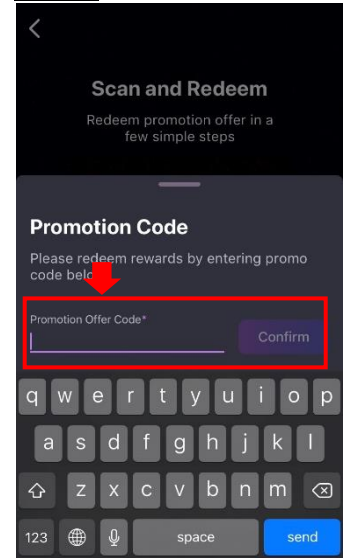 Scan and Redeem
Redeem promotion offer in a
few simple steps
Promotion Code
Please redeem rewards by entering promo
code below
Promotion Offer Code*
Confirm
q w e r t y u i o p
a s d f g h j k l
z x c v b n m
123 space send